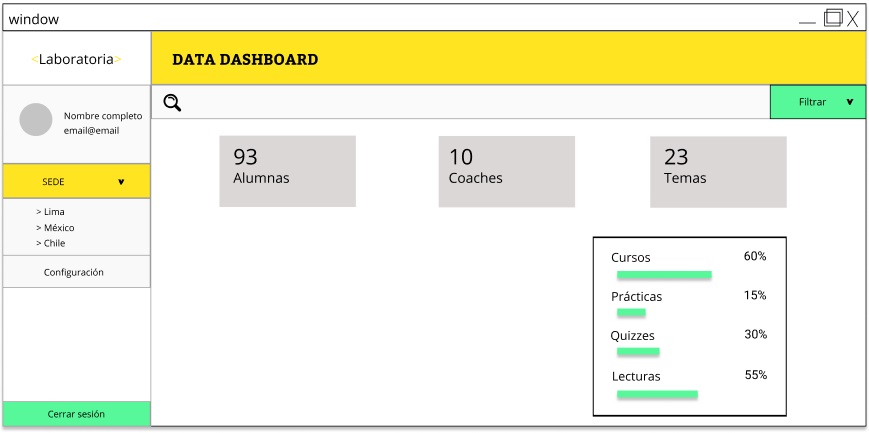 window
<Laboratoria>
DATA DASHBOARD
Filtrar
Nombre completo
email@email
SEDE
> Lima
> México
> Chile
Configuración
Cerrar sesión
93
Alumnas
10
Coaches
23
Temas
Cursos 60%
Prácticas 15%
Quizzes 30%
Lecturas 55%